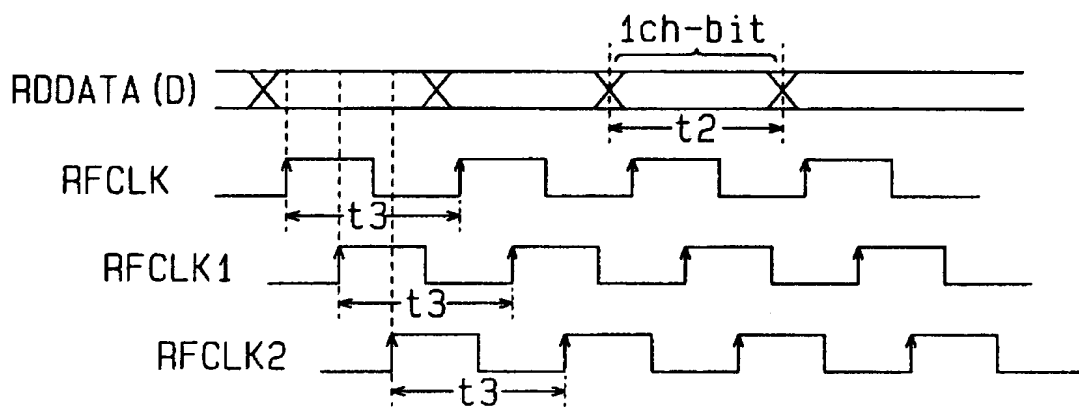 1ch-bit
RDDATA (D)
t2
RFCLK
t3
RFCLK1
t3
RFCLK2
t3